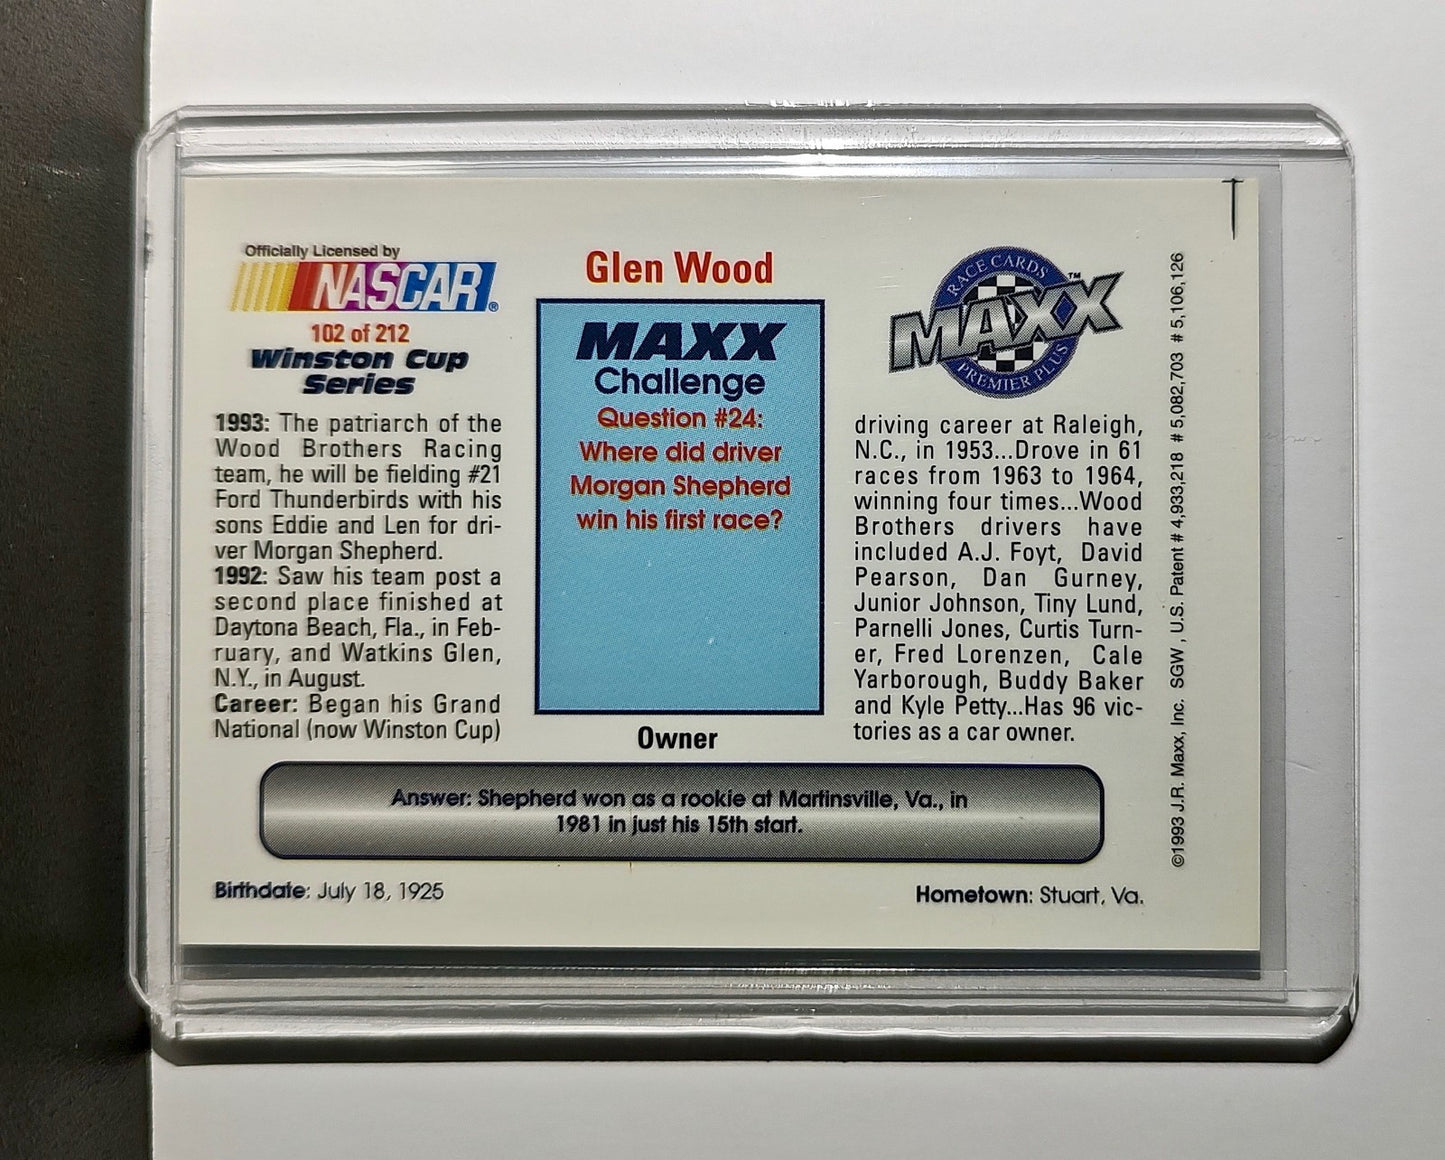 Officially Licensed by
NASCAR®
102 of 212
Winston Cup
Series
1993: The patriarch of the
Wood Brothers Racing
team, he will be fielding #21
Ford Thunderbirds with his
sons Eddie and Len for dri-
ver Morgan Shepherd.
1992: Saw his team post a
second place finished at
Daytona Beach, Fla., in Feb-
ruary, and Watkins Glen,
N.Y., in August.
Career: Began his Grand
National (now Winston Cup)
Glen Wood
MAXX
Challenge
Question #24:
Where did driver
Morgan Shepherd
win his first race?
Owner
RACE CARDS
MAXX™
PREMIER PLUS
driving career at Raleigh,
N.C., in 1953...Drove in 61
races from 1963 to 1964,
winning four times...Wood
Brothers drivers have
included A.J. Foyt, David
Pearson, Dan Gurney,
Junior Johnson, Tiny Lund,
Parnelli Jones, Curtis Turn-
er, Fred Lorenzen, Cale
Yarborough, Buddy Baker
and Kyle Petty...Has 96 vic-
tories as a car owner.
Answer: Shepherd won as a rookie at Martinsville, Va., in
1981 in just his 15th start.
Birthdate: July 18, 1925
Hometown: Stuart, Va.
©1993 J.R. Maxx, Inc. SGW , U.S. Patent # 4,993,218 # 5,082,703 # 5,106,126